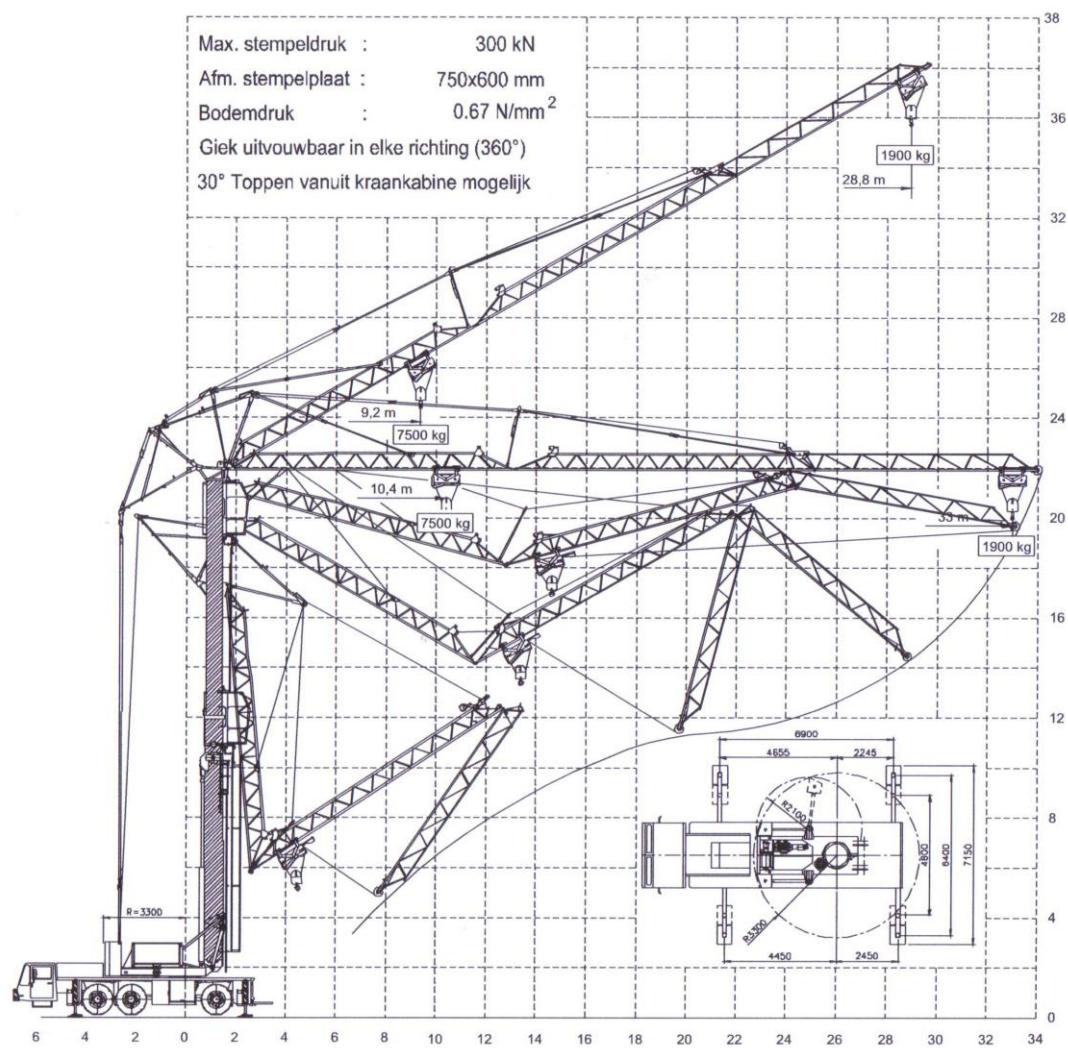 Max. stempeldruk : 300 kN
Afm. stempelplaat : 750x600 mm
Bodemdruk : 0.67 N/mm²
Giek uitvouwbaar in elke richting (360°)
30° Toppen vanuit kraankabine mogelijk
38
36
32
28
24
20
16
12
8
4
0
1900 kg
28,8 m
9,2 m
7500 kg
10,4 m
7500 kg
33 m
1900 kg
6900
4655 2245
R2100
4800
6400
7150
R3300
4450 2450
R=3300
6 4 2 0 2 4 6 8 10 12 14 16 18 20 22 24 26 28 30 32 34